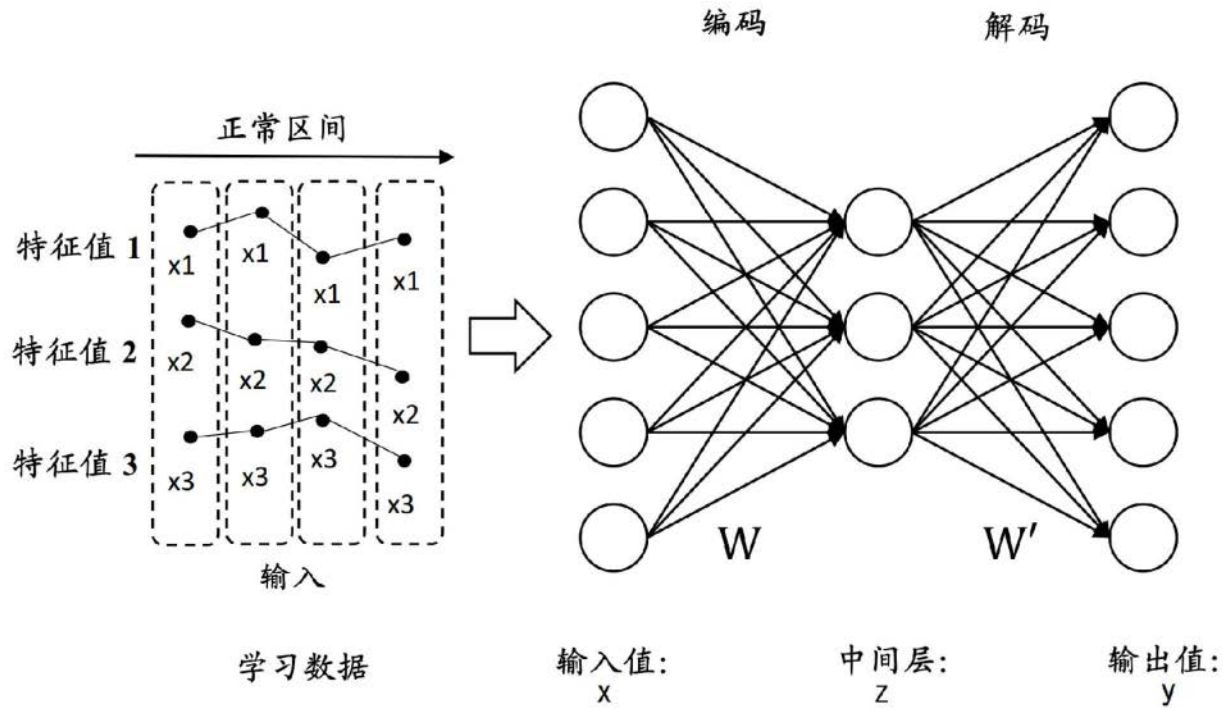 编码 解码
正常区间
特征值 1
x1 x1 x1 x1
特征值 2
x2 x2 x2 x2
特征值 3
x3 x3 x3 x3
输入
学习数据
W W′
输入值: 中间层: 输出值:
x z y